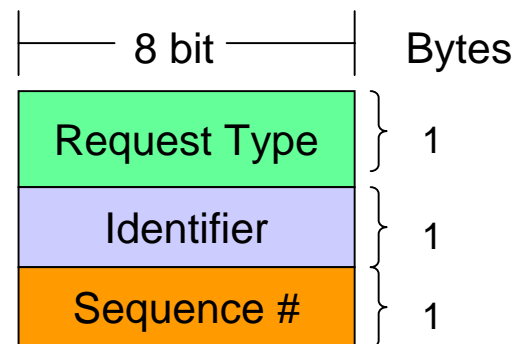 8 bit Bytes
Request Type 1
Identifier 1
Sequence # 1